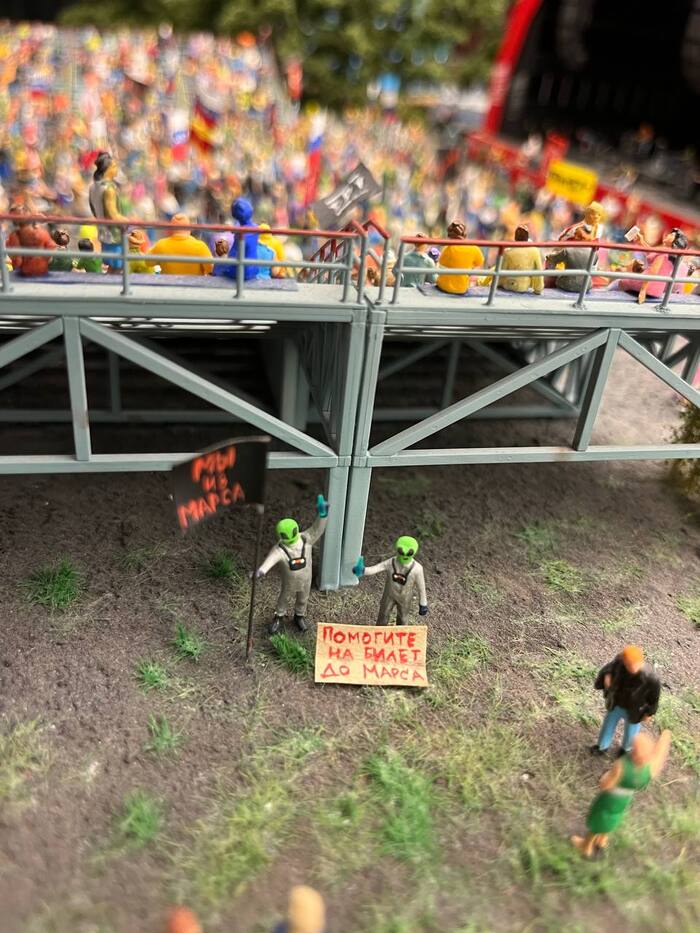 МЫ
ИЗ
МАРСА
ПОМОГИТЕ
НА БИЛЕТ
ДО МАРСА